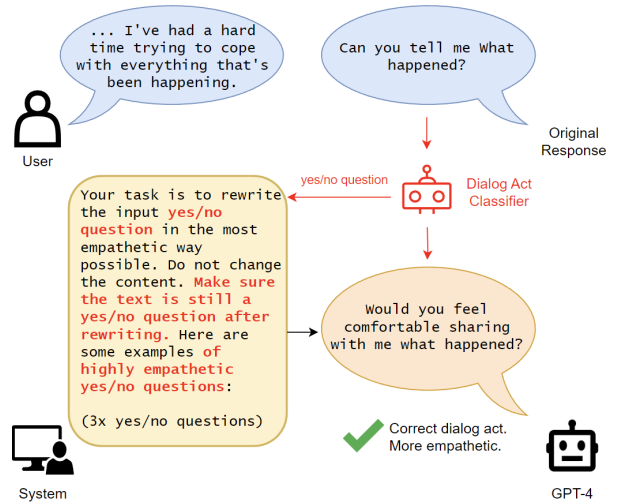 ... I've had a hard
time trying to cope
with everything that's
been happening.
User
Can you tell me What
happened?
Original
Response
yes/no question
Dialog Act
Classifier
Your task is to rewrite
the input yes/no
question in the most
empathetic way
possible. Do not change
the content. Make sure
the text is still a
yes/no question after
rewriting. Here are
some examples of
highly empathetic
yes/no questions:
(3x yes/no questions)
System
Would you feel
comfortable sharing
with me what happened?
Correct dialog act.
More empathetic.
GPT-4